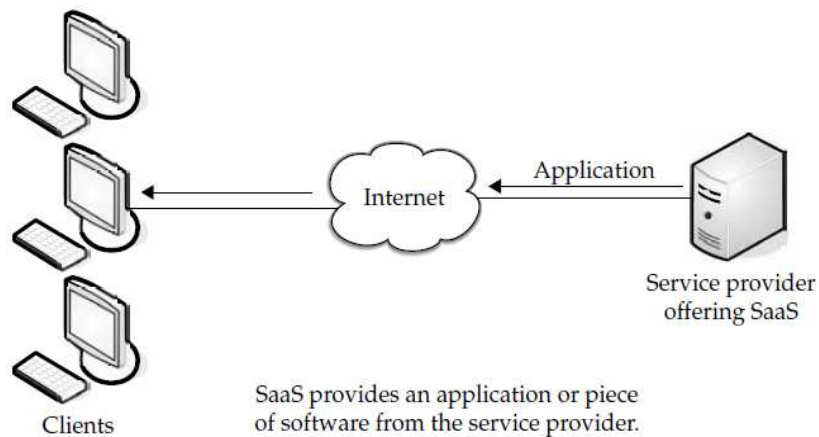 Application
Internet
Service provider
offering SaaS
Clients
SaaS provides an application or piece
of software from the service provider.